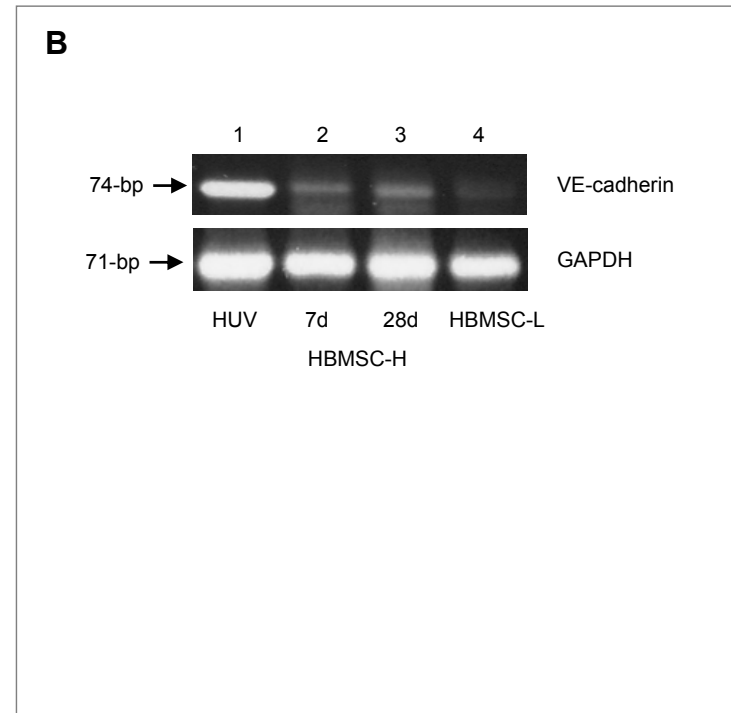 B
1 2 3 4
74-bp VE-cadherin
71-bp GAPDH
HUV 7d 28d HBMSC-L
HBMSC-H